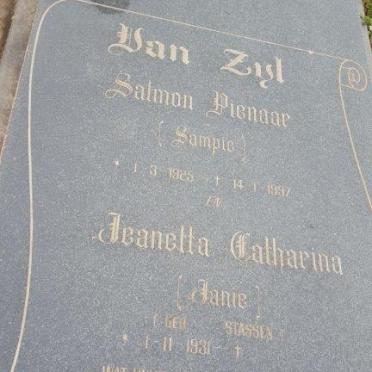 Van Zyl
Salmon Pienaar
( Sampie )
* 1·3·1925 – † 14·1·1997
EN
Jeanetta Catharina
( Janie )
( GEB STASSEN )
* 1·11·1931 – †